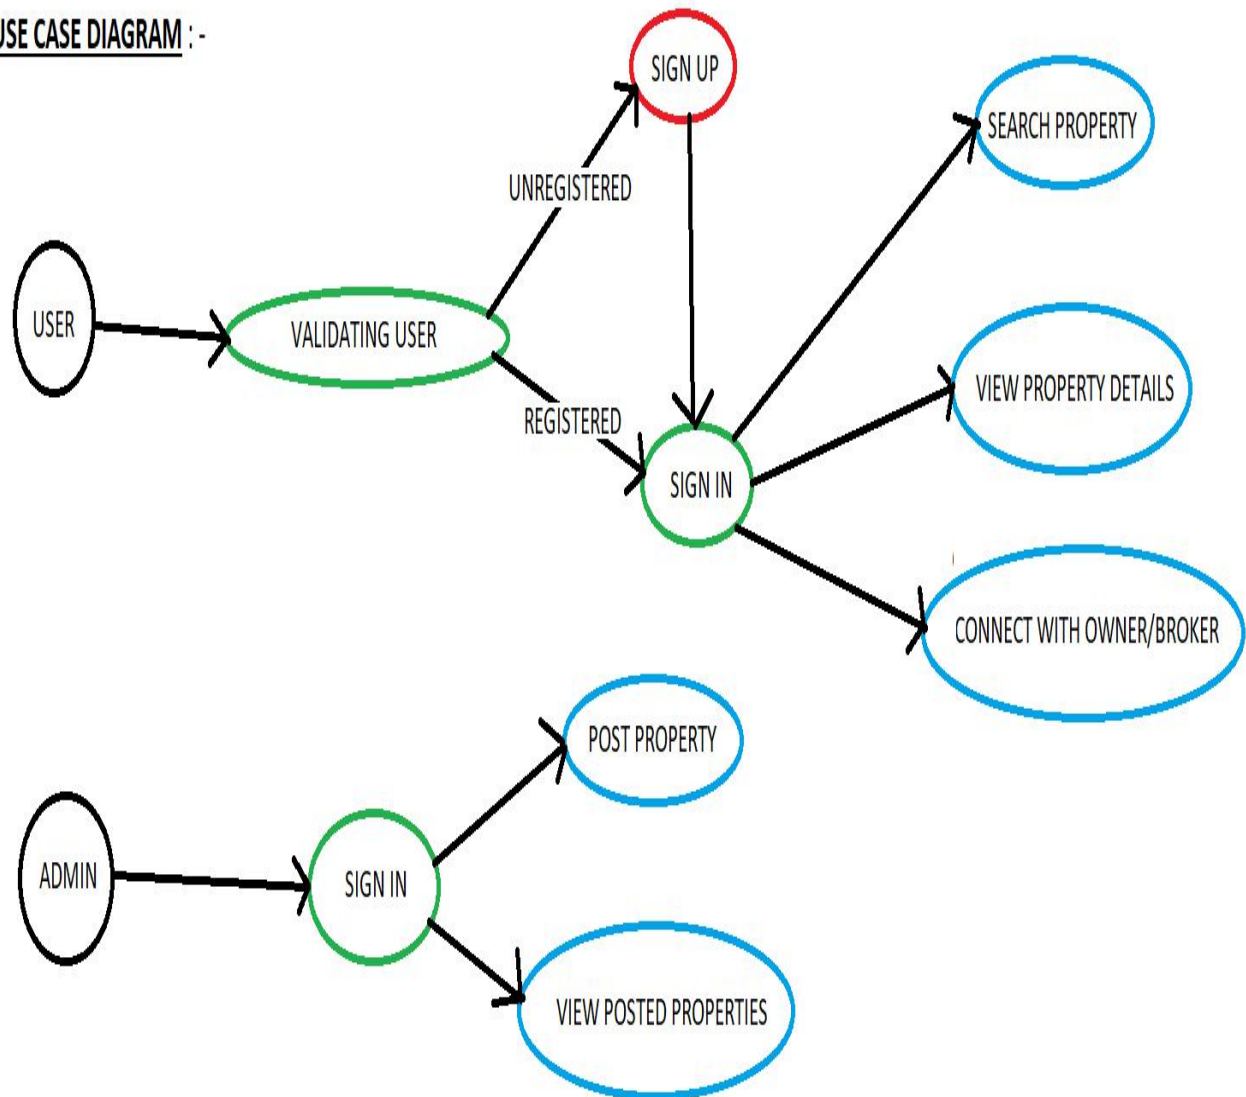 USE CASE DIAGRAM : -
SIGN UP
SEARCH PROPERTY
UNREGISTERED
USER
VALIDATING USER
VIEW PROPERTY DETAILS
REGISTERED
SIGN IN
CONNECT WITH OWNER/BROKER
POST PROPERTY
ADMIN
SIGN IN
VIEW POSTED PROPERTIES